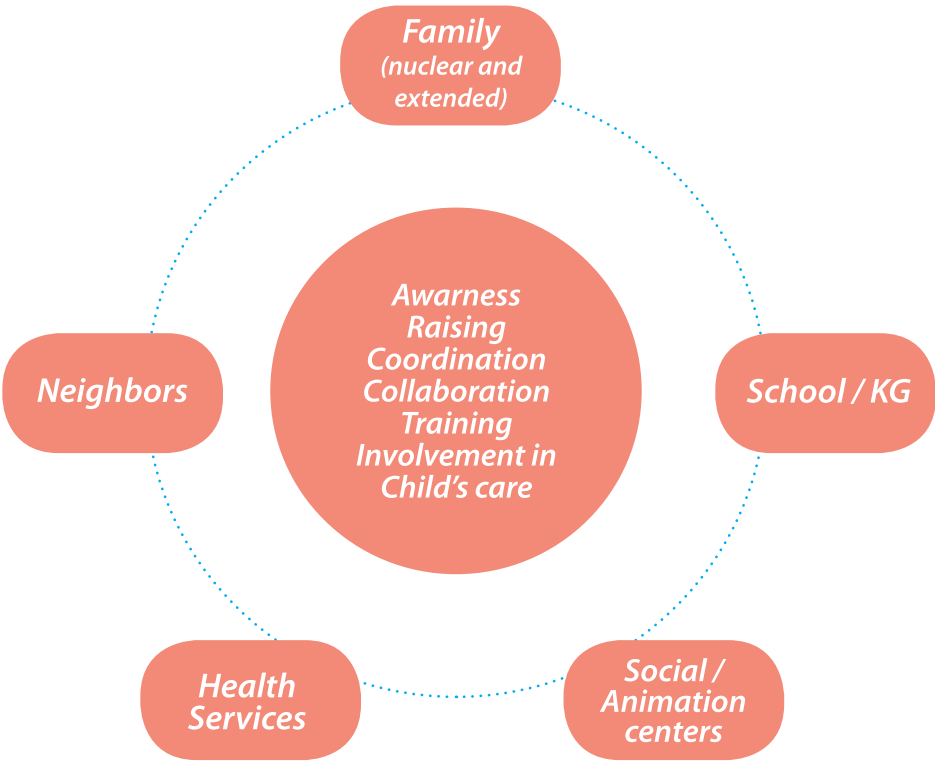 Family
(nuclear and
extended)
Awarness
Raising
Coordination
Collaboration
Training
Involvement in
Child’s care
Neighbors
School / KG
Health
Services
Social /
Animation
centers